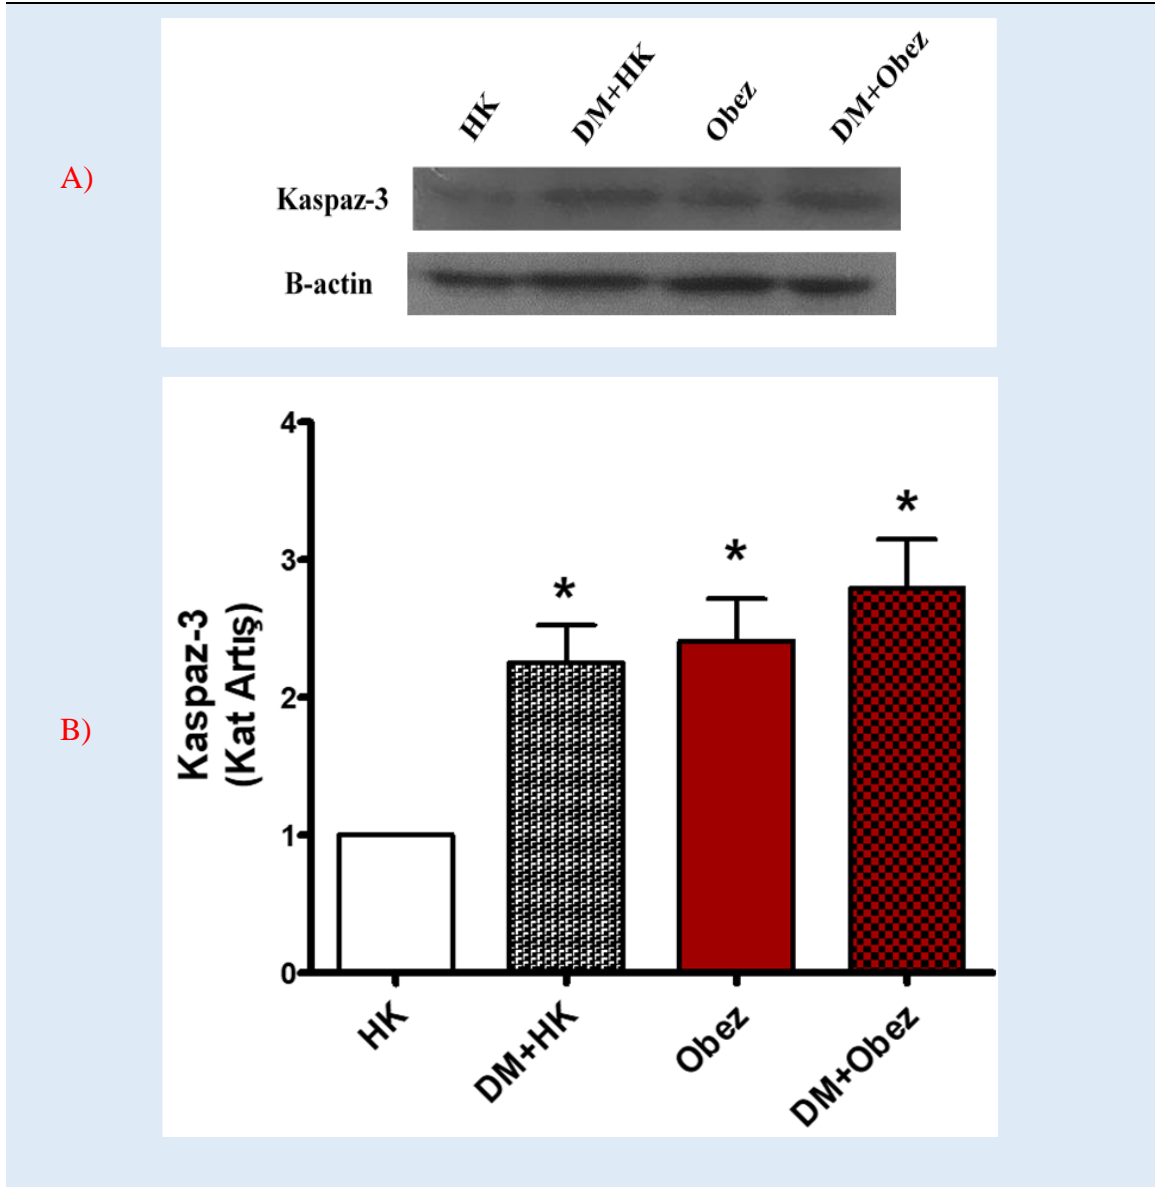 A)
HK
DM+HK
Obez
DM+Obez
Kaspaz-3
B-actin
B)
Kaspaz-3
(Kat Artış)
4
3
2
1
0
*
*
*
HK
DM+HK
Obez
DM+Obez